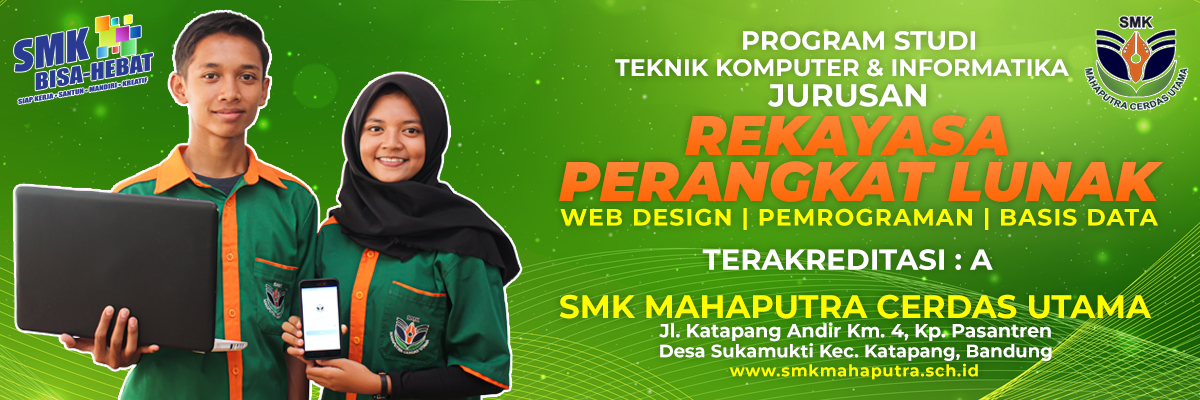 SMK
BISA-HEBAT
SIAP KERJA - SANTUN - MANDIRI - KREATIF
PROGRAM STUDI
TEKNIK KOMPUTER & INFORMATIKA
JURUSAN
REKAYASA
PERANGKAT LUNAK
WEB DESIGN | PEMROGRAMAN | BASIS DATA
TERAKREDITASI : A
SMK MAHAPUTRA CERDAS UTAMA
Jl. Katapang Andir Km. 4, Kp. Pasantren
Desa Sukamukti Kec. Katapang, Bandung
www.smkmahaputra.sch.id
SMK
MAHAPUTRA CERDAS UTAMA